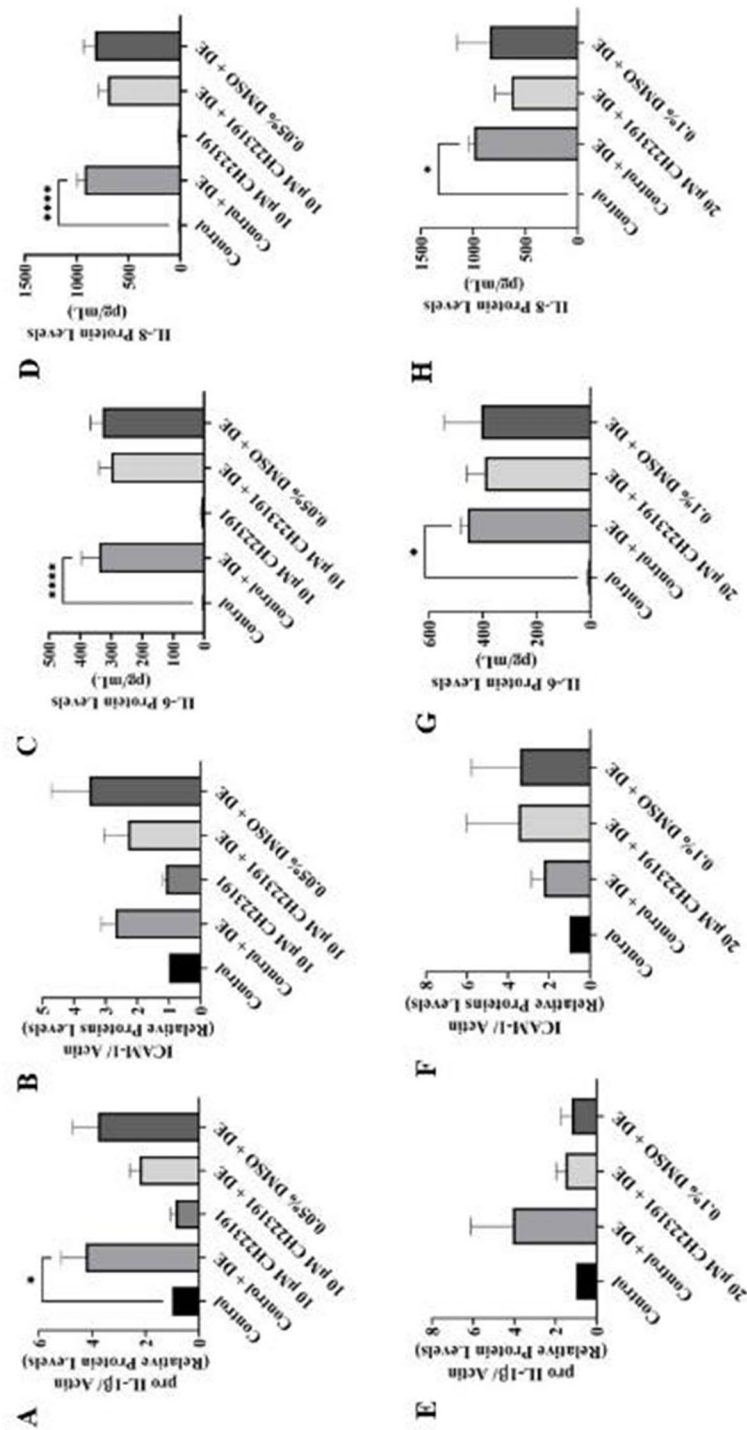 A
pro IL-1β/ Actin
(Relative Protein Levels)
6
4
2
0
*
Control
Control + DE
10 µM CH223191
10 µM CH223191 + DE
0.05% DMSO + DE
B
ICAM-1/ Actin
(Relative Proteins Levels)
5
4
3
2
1
0
Control
Control + DE
10 µM CH223191
10 µM CH223191 + DE
0.05% DMSO + DE
C
IL-6 Protein Levels
(pg/mL)
500
400
300
200
100
0
****
Control
Control + DE
10 µM CH223191
10 µM CH223191 + DE
0.05% DMSO + DE
D
IL-8 Protein Levels
(pg/mL)
1500
1000
500
0
****
Control
Control + DE
10 µM CH223191
10 µM CH223191 + DE
0.05% DMSO + DE
E
pro IL-1β/ Actin
(Relative Protein Levels)
8
6
4
2
0
Control
Control + DE
20 µM CH223191 + DE
0.1% DMSO + DE
F
ICAM-1/ Actin
(Relative Proteins Levels)
8
6
4
2
0
Control
Control + DE
20 µM CH223191 + DE
0.1% DMSO + DE
G
IL-6 Protein Levels
(pg/mL)
600
400
200
0
*
Control
Control + DE
20 µM CH223191 + DE
0.1% DMSO + DE
H
IL-8 Protein Levels
(pg/mL)
1500
1000
500
0
*
Control
Control + DE
20 µM CH223191 + DE
0.1% DMSO + DE